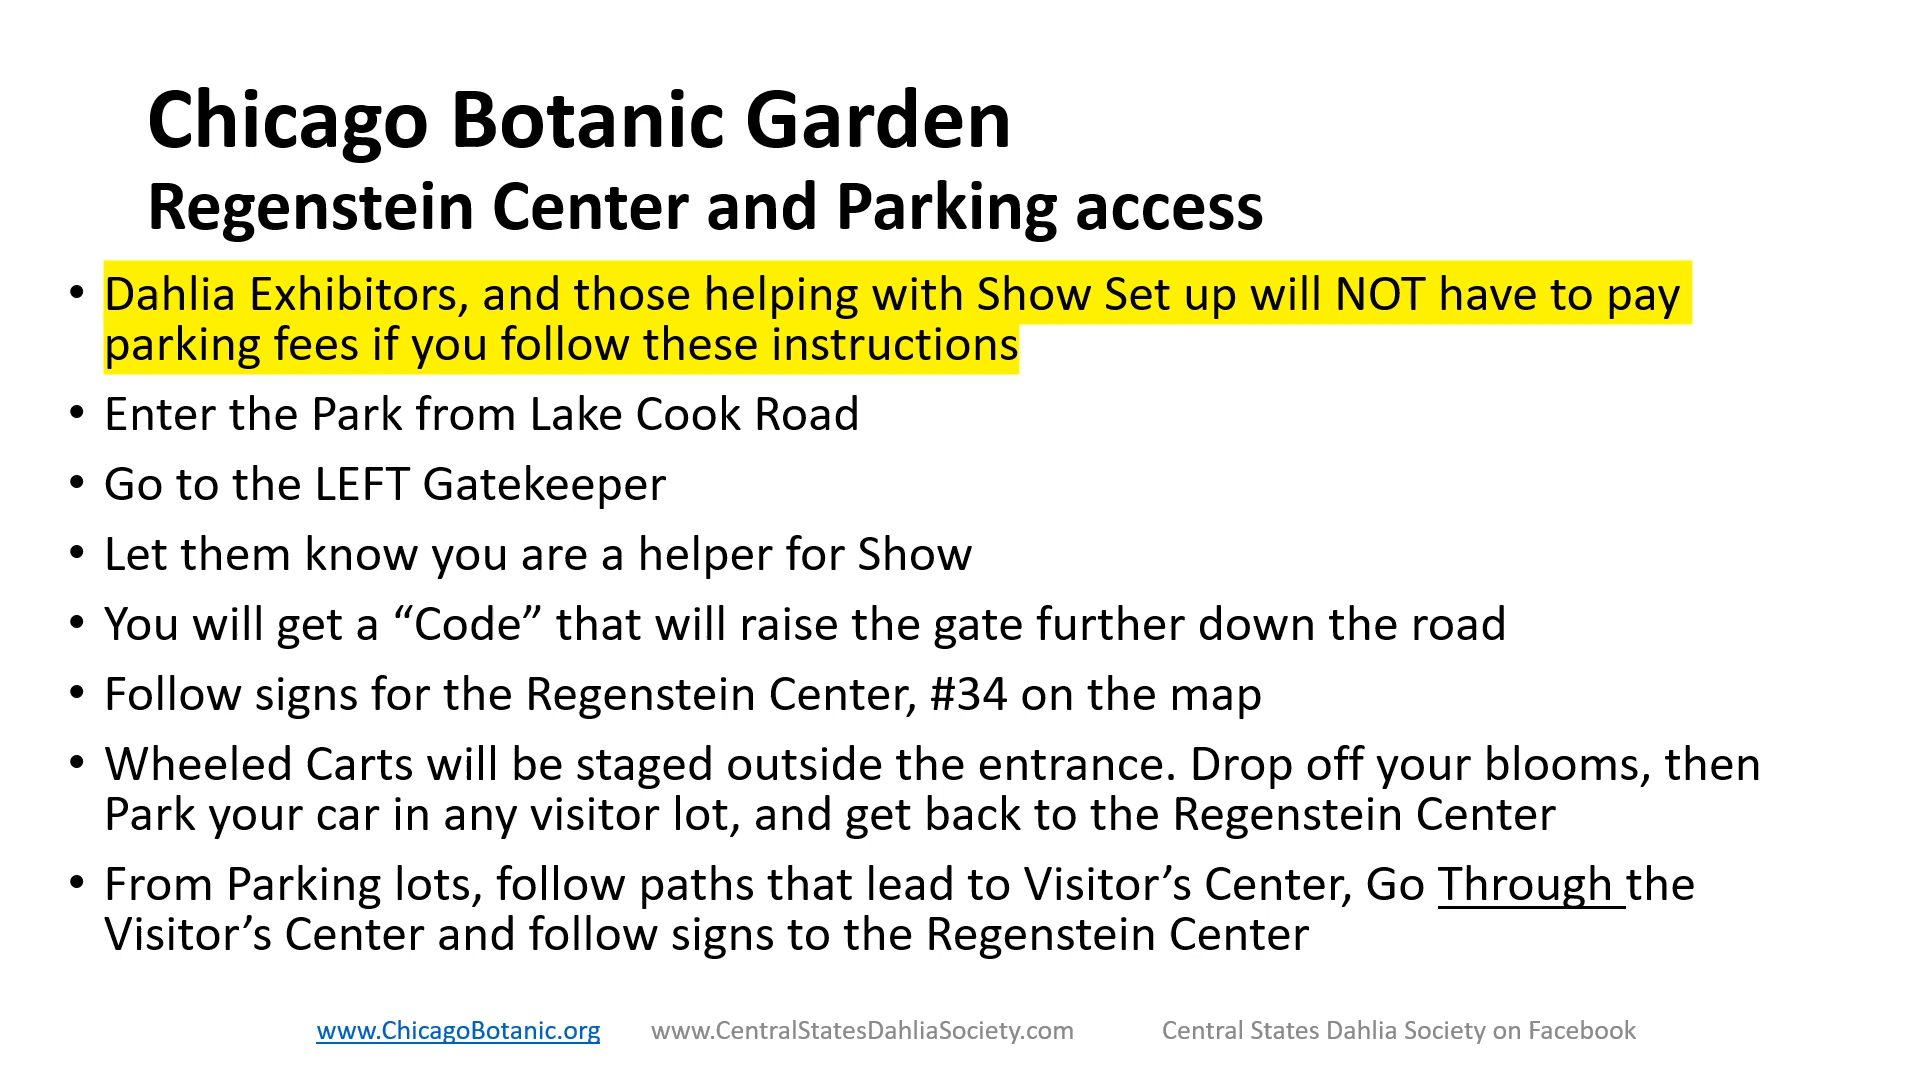 Chicago Botanic Garden
Regenstein Center and Parking access
• Dahlia Exhibitors, and those helping with Show Set up will NOT have to pay
parking fees if you follow these instructions
• Enter the Park from Lake Cook Road
• Go to the LEFT Gatekeeper
• Let them know you are a helper for Show
• You will get a “Code” that will raise the gate further down the road
• Follow signs for the Regenstein Center, #34 on the map
• Wheeled Carts will be staged outside the entrance. Drop off your blooms, then
Park your car in any visitor lot, and get back to the Regenstein Center
• From Parking lots, follow paths that lead to Visitor’s Center, Go Through the
Visitor’s Center and follow signs to the Regenstein Center
www.ChicagoBotanic.org www.CentralStatesDahliaSociety.com Central States Dahlia Society on Facebook